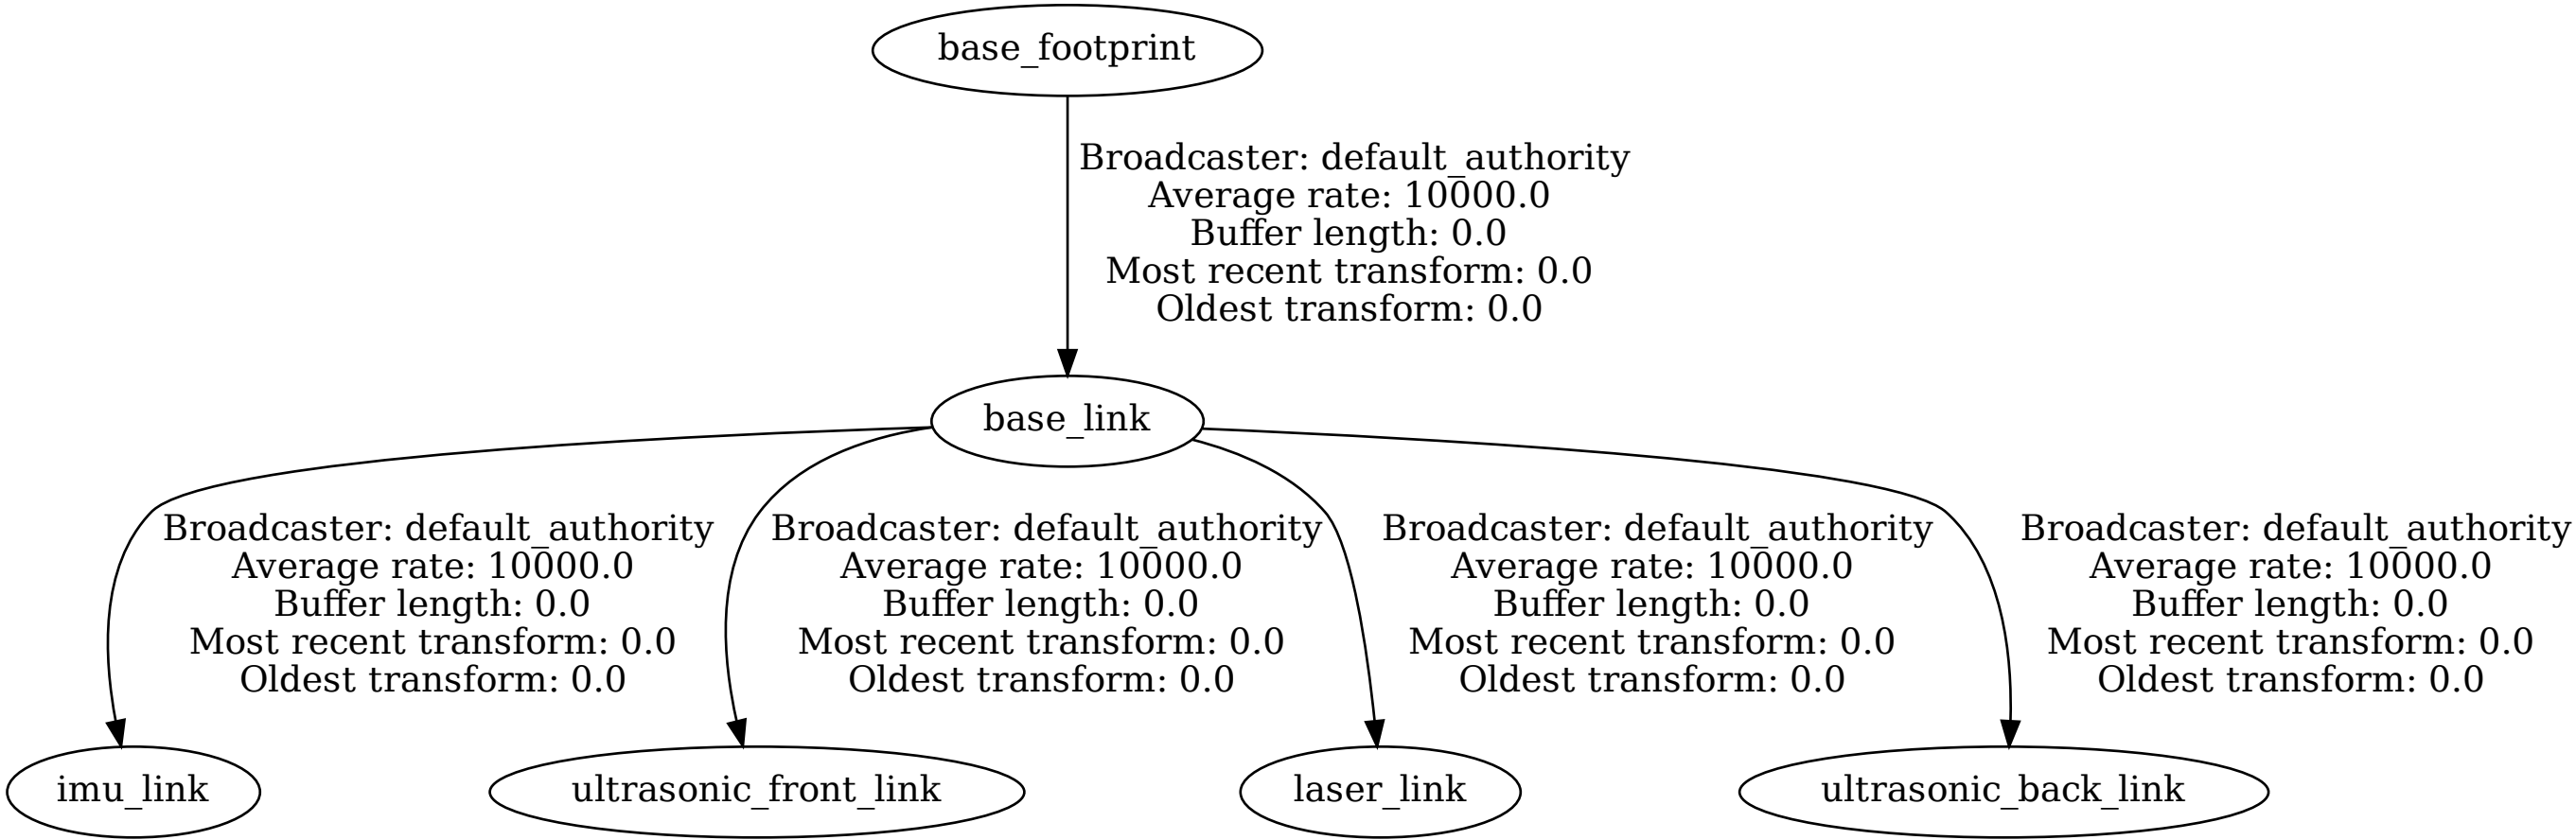 base_footprint
Broadcaster: default_authority
Average rate: 10000.0
Buffer length: 0.0
Most recent transform: 0.0
Oldest transform: 0.0
base_link
Broadcaster: default_authority
Average rate: 10000.0
Buffer length: 0.0
Most recent transform: 0.0
Oldest transform: 0.0
Broadcaster: default_authority
Average rate: 10000.0
Buffer length: 0.0
Most recent transform: 0.0
Oldest transform: 0.0
Broadcaster: default_authority
Average rate: 10000.0
Buffer length: 0.0
Most recent transform: 0.0
Oldest transform: 0.0
Broadcaster: default_authority
Average rate: 10000.0
Buffer length: 0.0
Most recent transform: 0.0
Oldest transform: 0.0
imu_link
ultrasonic_front_link
laser_link
ultrasonic_back_link